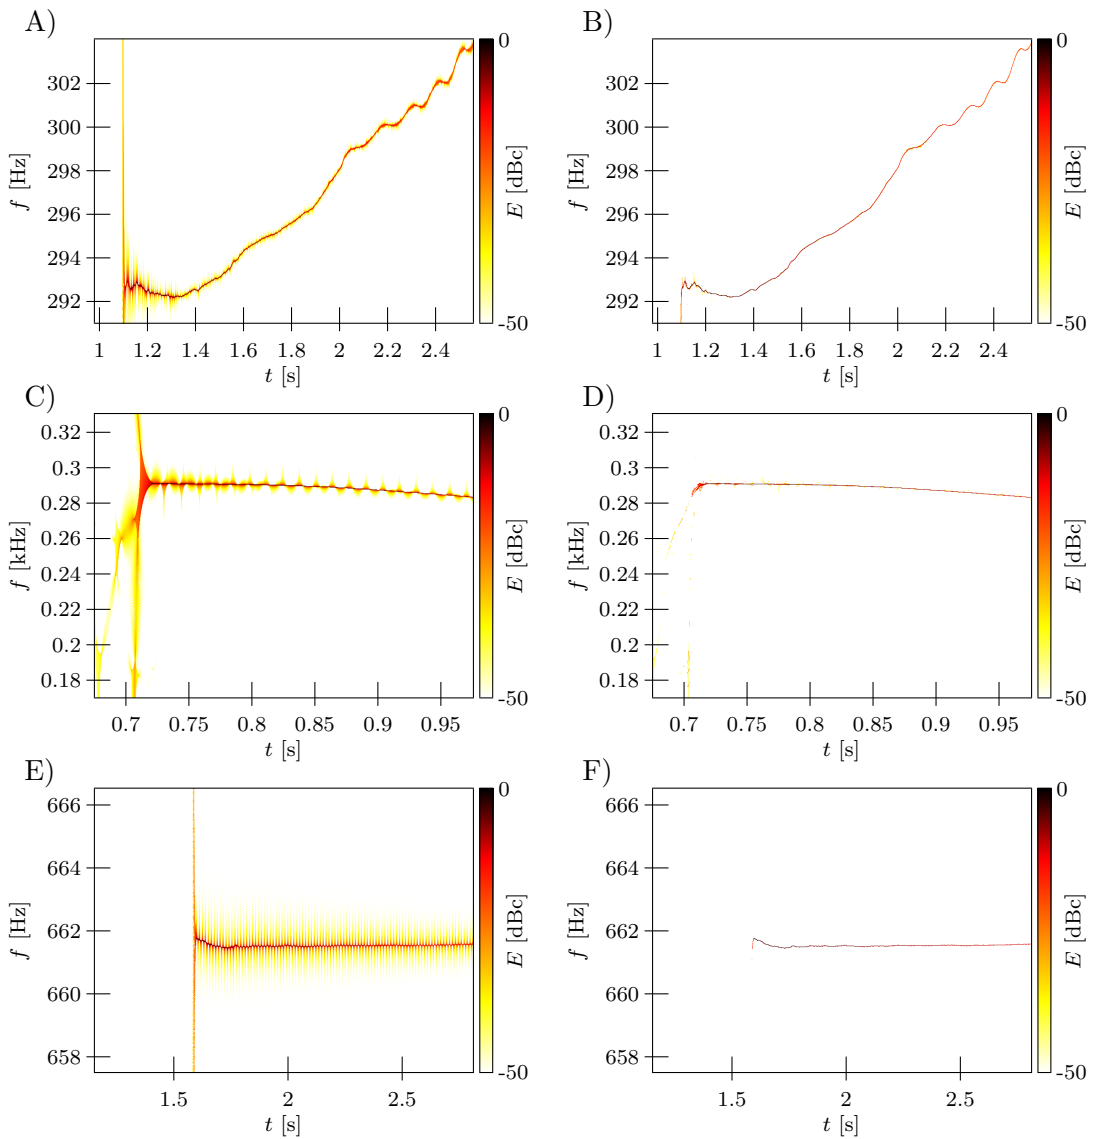 A)
302
300
298
296
294
292
f [Hz]
1 1.2 1.4 1.6 1.8 2 2.2 2.4
t [s]
0
-50
E [dBc]
B)
302
300
298
296
294
292
f [Hz]
1 1.2 1.4 1.6 1.8 2 2.2 2.4
t [s]
0
-50
E [dBc]
C)
0.32
0.3
0.28
0.26
0.24
0.22
0.2
0.18
f [kHz]
0.7 0.75 0.8 0.85 0.9 0.95
t [s]
0
-50
E [dBc]
D)
0.32
0.3
0.28
0.26
0.24
0.22
0.2
0.18
f [kHz]
0.7 0.75 0.8 0.85 0.9 0.95
t [s]
0
-50
E [dBc]
E)
666
664
662
660
658
f [Hz]
1.5 2 2.5
t [s]
0
-50
E [dBc]
F)
666
664
662
660
658
f [Hz]
1.5 2 2.5
t [s]
0
-50
E [dBc]